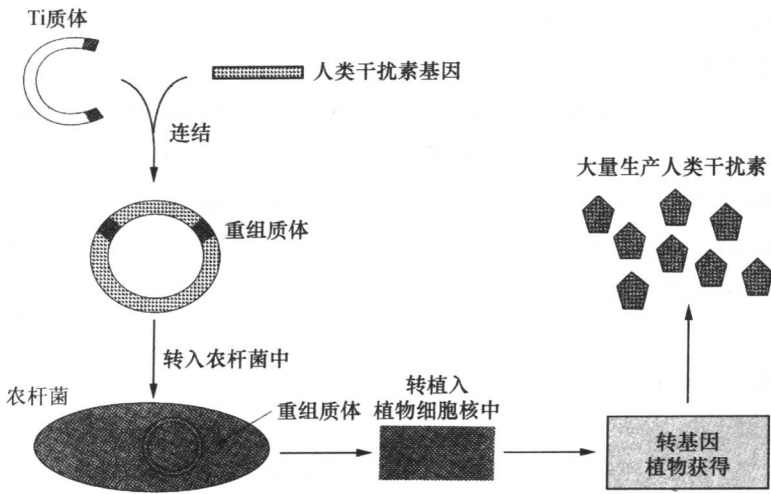 Ti质体
人类干扰素基因
连结
重组质体
转入农杆菌中
农杆菌
重组质体
转植入
植物细胞核中
转基因
植物获得
大量生产人类干扰素